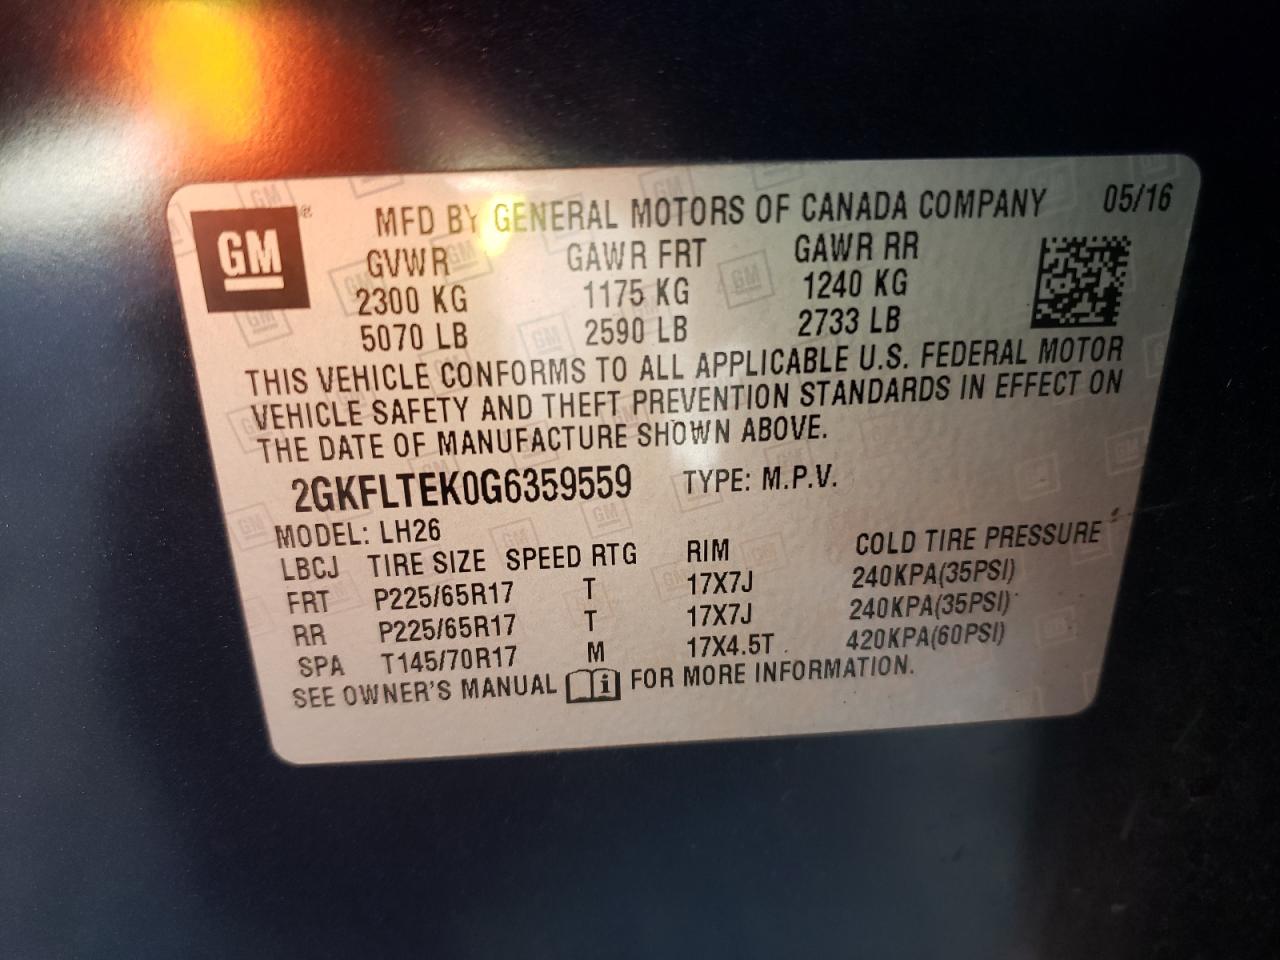 GM ®
MFD BY GENERAL MOTORS OF CANADA COMPANY 05/16
GVWR GAWR FRT GAWR RR
2300 KG 1175 KG 1240 KG
5070 LB 2590 LB 2733 LB
THIS VEHICLE CONFORMS TO ALL APPLICABLE U.S. FEDERAL MOTOR
VEHICLE SAFETY AND THEFT PREVENTION STANDARDS IN EFFECT ON
THE DATE OF MANUFACTURE SHOWN ABOVE.
2GKFLTEK0G6359559 TYPE: M.P.V.
MODEL: LH26
LBCJ TIRE SIZE SPEED RTG RIM COLD TIRE PRESSURE
FRT P225/65R17 T 17X7J 240KPA(35PSI)
RR P225/65R17 T 17X7J 240KPA(35PSI)
SPA T145/70R17 M 17X4.5T 420KPA(60PSI)
SEE OWNER'S MANUAL i FOR MORE INFORMATION.